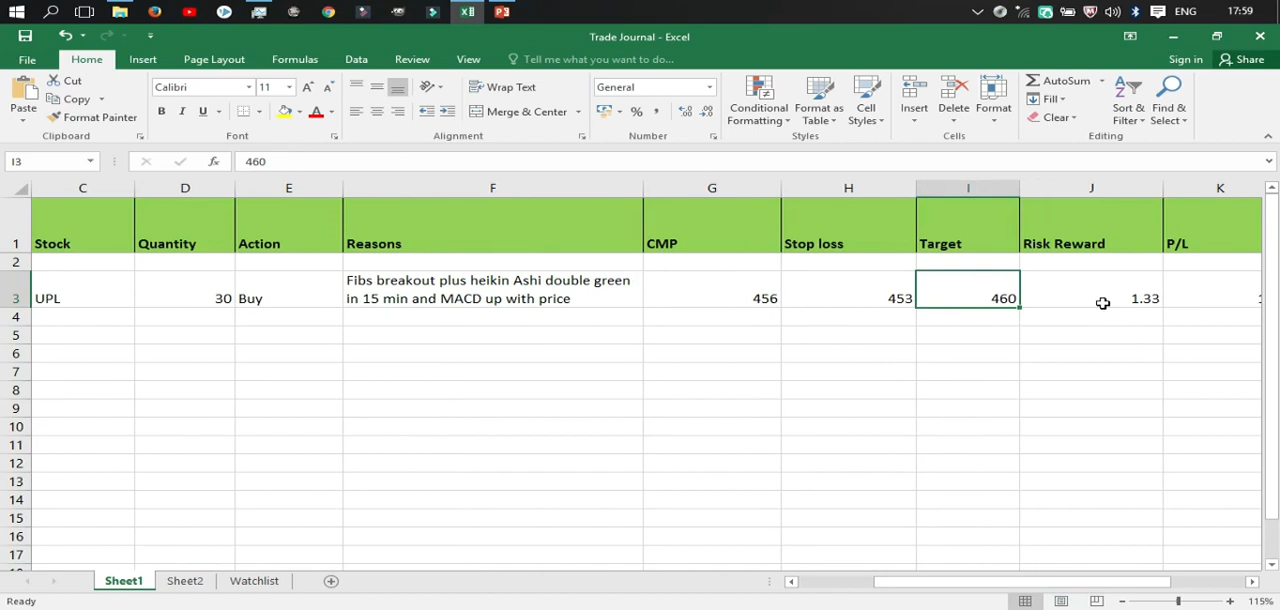 ENG 17:59
Trade Journal - Excel
File Home Insert Page Layout Formulas Data Review View Tell me what you want to do... Sign in Share
Paste
Cut
Copy
Format Painter
Calibri 11
B I U
Wrap Text
Merge & Center
General
Conditional Formatting
Format as Table
Cell Styles
Insert Delete Format
AutoSum
Fill
Clear
Sort & Filter
Find & Select
Clipboard Font Alignment Number Styles Cells Editing
I3 fx 460
C D E F G H I J K
1 Stock Quantity Action Reasons CMP Stop loss Target Risk Reward P/L
2
Fibs breakout plus heikin Ashi double green
3 UPL 30 Buy in 15 min and MACD up with price 456 453 460 1.33
4
5
6
7
8
9
10
11
12
13
14
15
16
17
Sheet1 Sheet2 Watchlist
Ready 115%